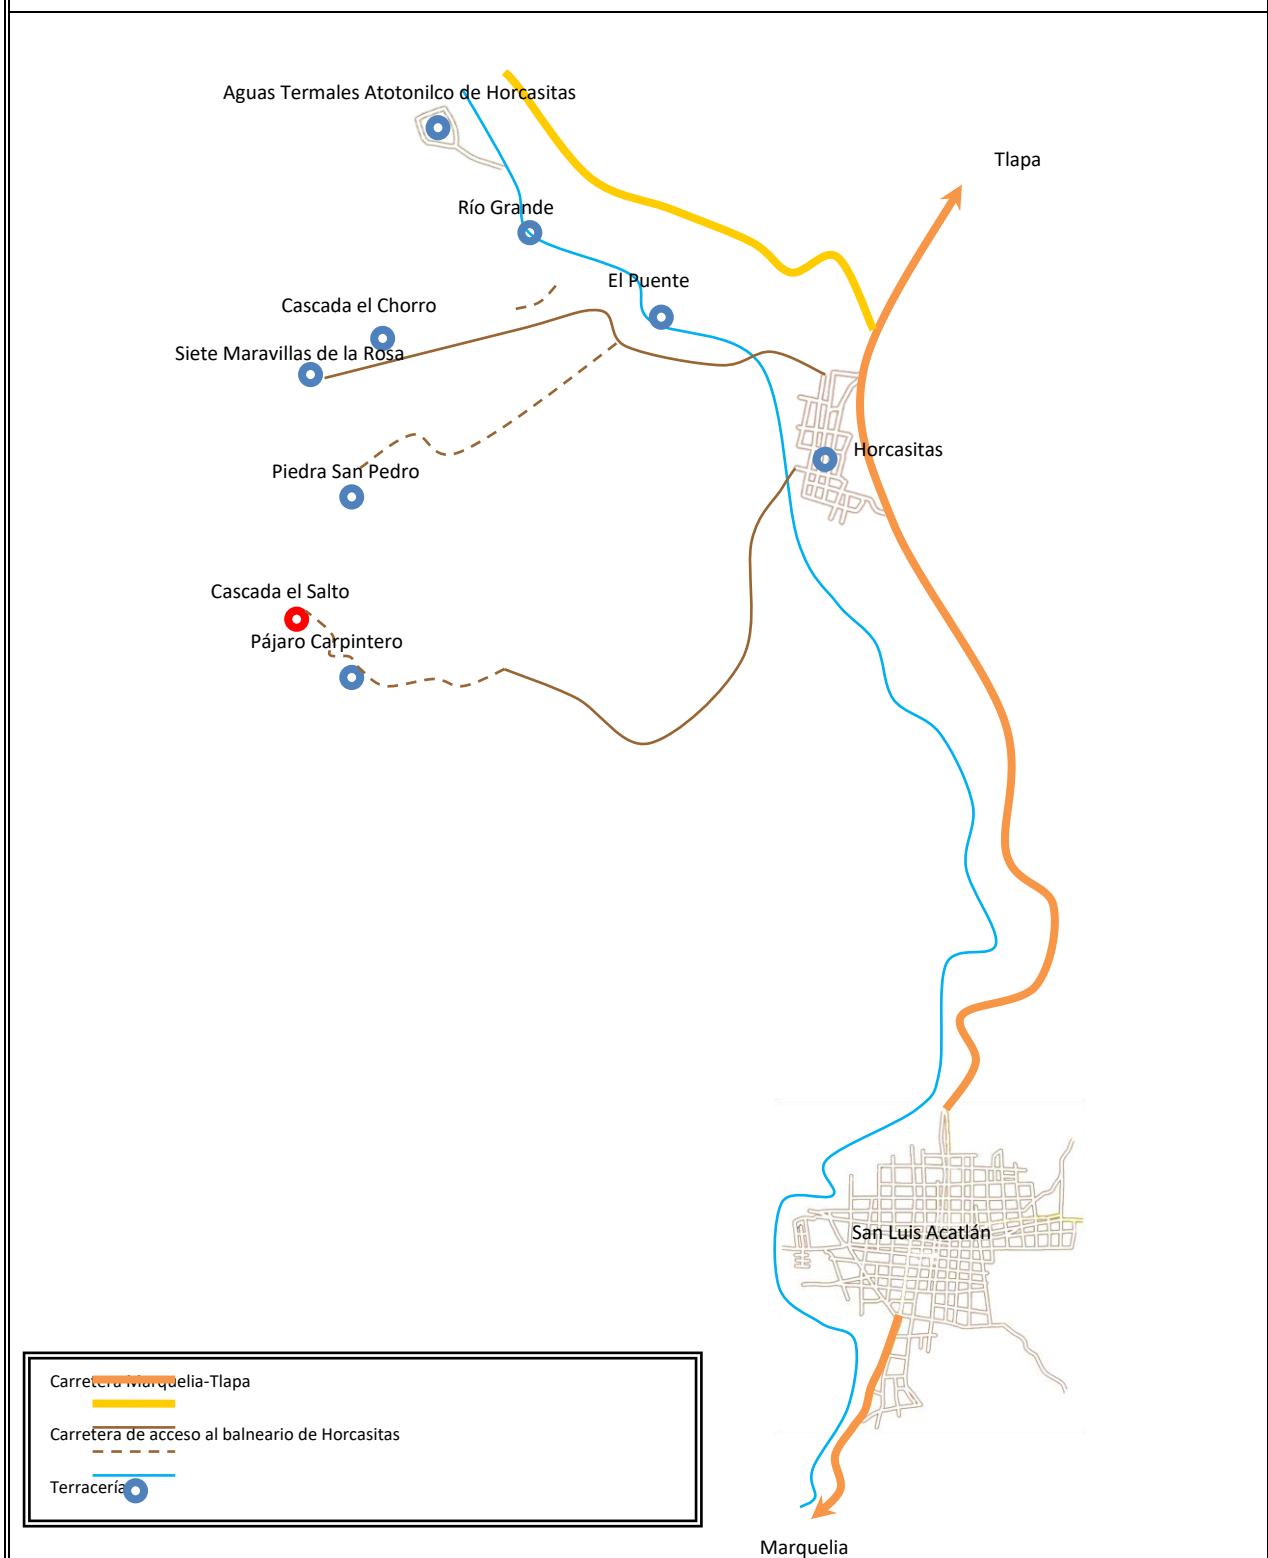 Aguas Termales Atotonilco de Horcasitas
Tlapa
Río Grande
El Puente
Cascada el Chorro
Siete Maravillas de la Rosa
Horcasitas
Piedra San Pedro
Cascada el Salto
Pájaro Carpintero
San Luis Acatlán
Carretera Marquelia-Tlapa
Carretera de acceso al balneario de Horcasitas
Terracería
Marquelia